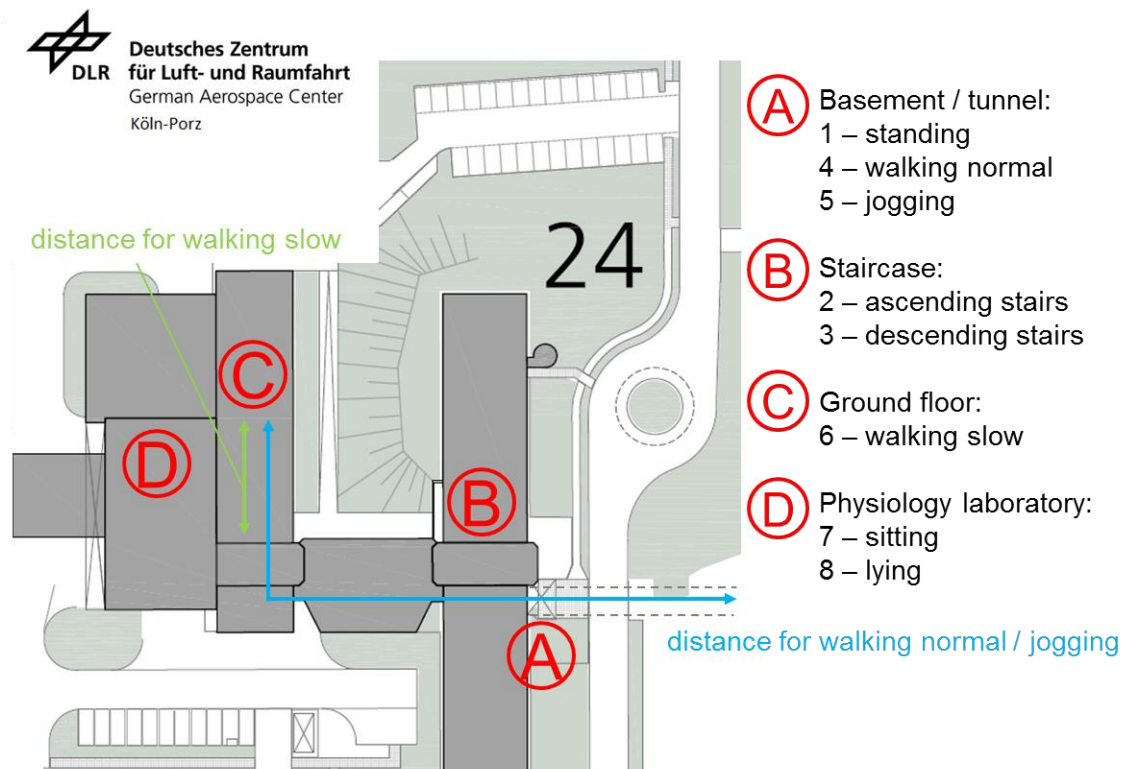 DLR
Deutsches Zentrum
für Luft- und Raumfahrt
German Aerospace Center
Köln-Porz
distance for walking slow
24
C
D
B
A
distance for walking normal / jogging
A
Basement / tunnel:
1 – standing
4 – walking normal
5 – jogging
B
Staircase:
2 – ascending stairs
3 – descending stairs
C
Ground floor:
6 – walking slow
D
Physiology laboratory:
7 – sitting
8 – lying